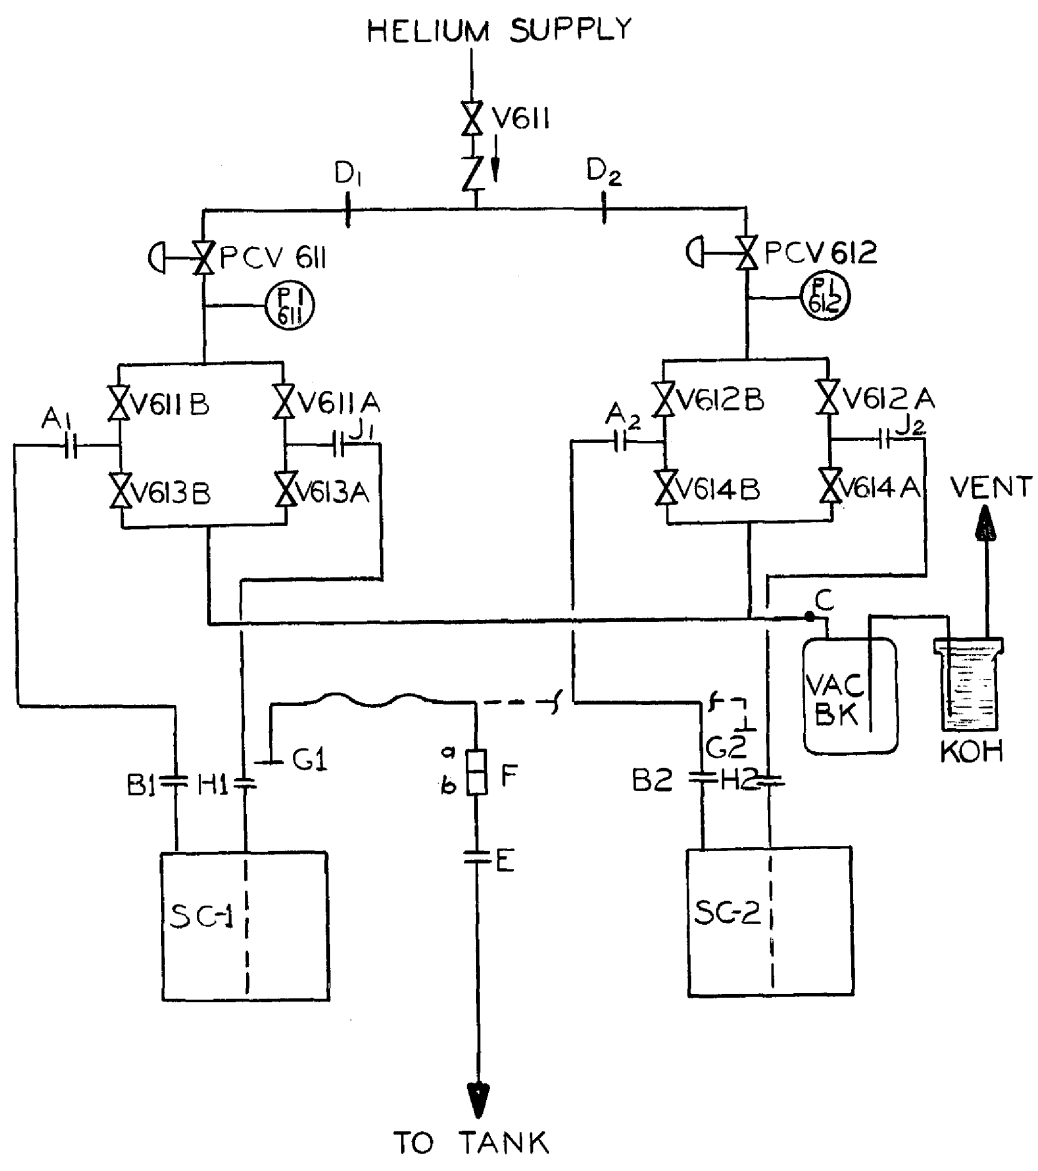 HELIUM SUPPLY
V611
D1
D2
PCV 611
PCV 612
PI
611
PI
612
V611B
V611A
V612B
V612A
A1
J1
A2
J2
V613B
V613A
V614B
V614A
VENT
C
VAC
BK
KOH
G1
G2
a
b
F
B1
H1
B2
H2
E
SC-1
SC-2
TO TANK